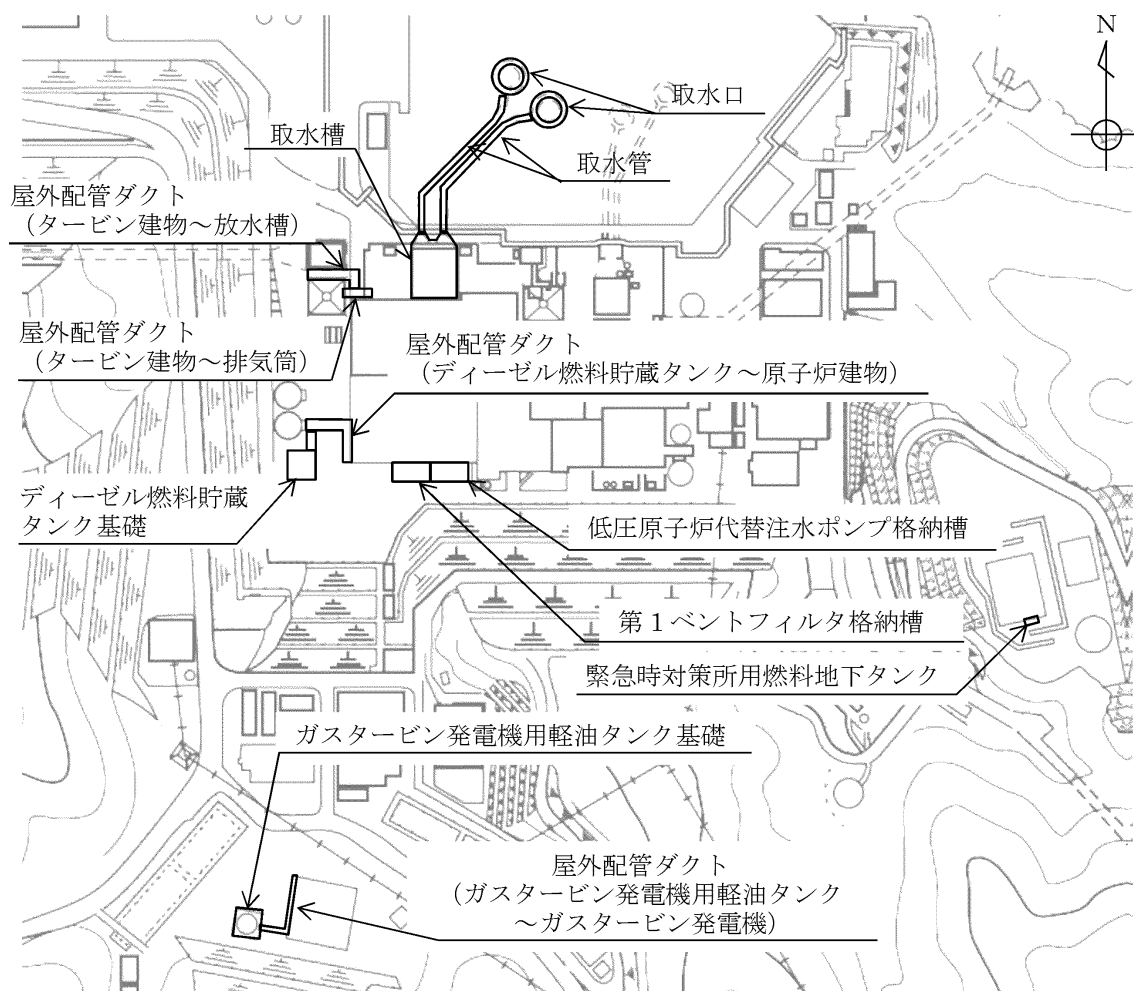 N
取水口
取水槽
取水管
屋外配管ダクト
（タービン建物～放水槽）
屋外配管ダクト
（タービン建物～排気筒）
屋外配管ダクト
（ディーゼル燃料貯蔵タンク～原子炉建物）
ディーゼル燃料貯蔵
タンク基礎
低圧原子炉代替注水ポンプ格納槽
第１ベントフィルタ格納槽
緊急時対策所用燃料地下タンク
ガスタービン発電機用軽油タンク基礎
屋外配管ダクト
（ガスタービン発電機用軽油タンク
～ガスタービン発電機）